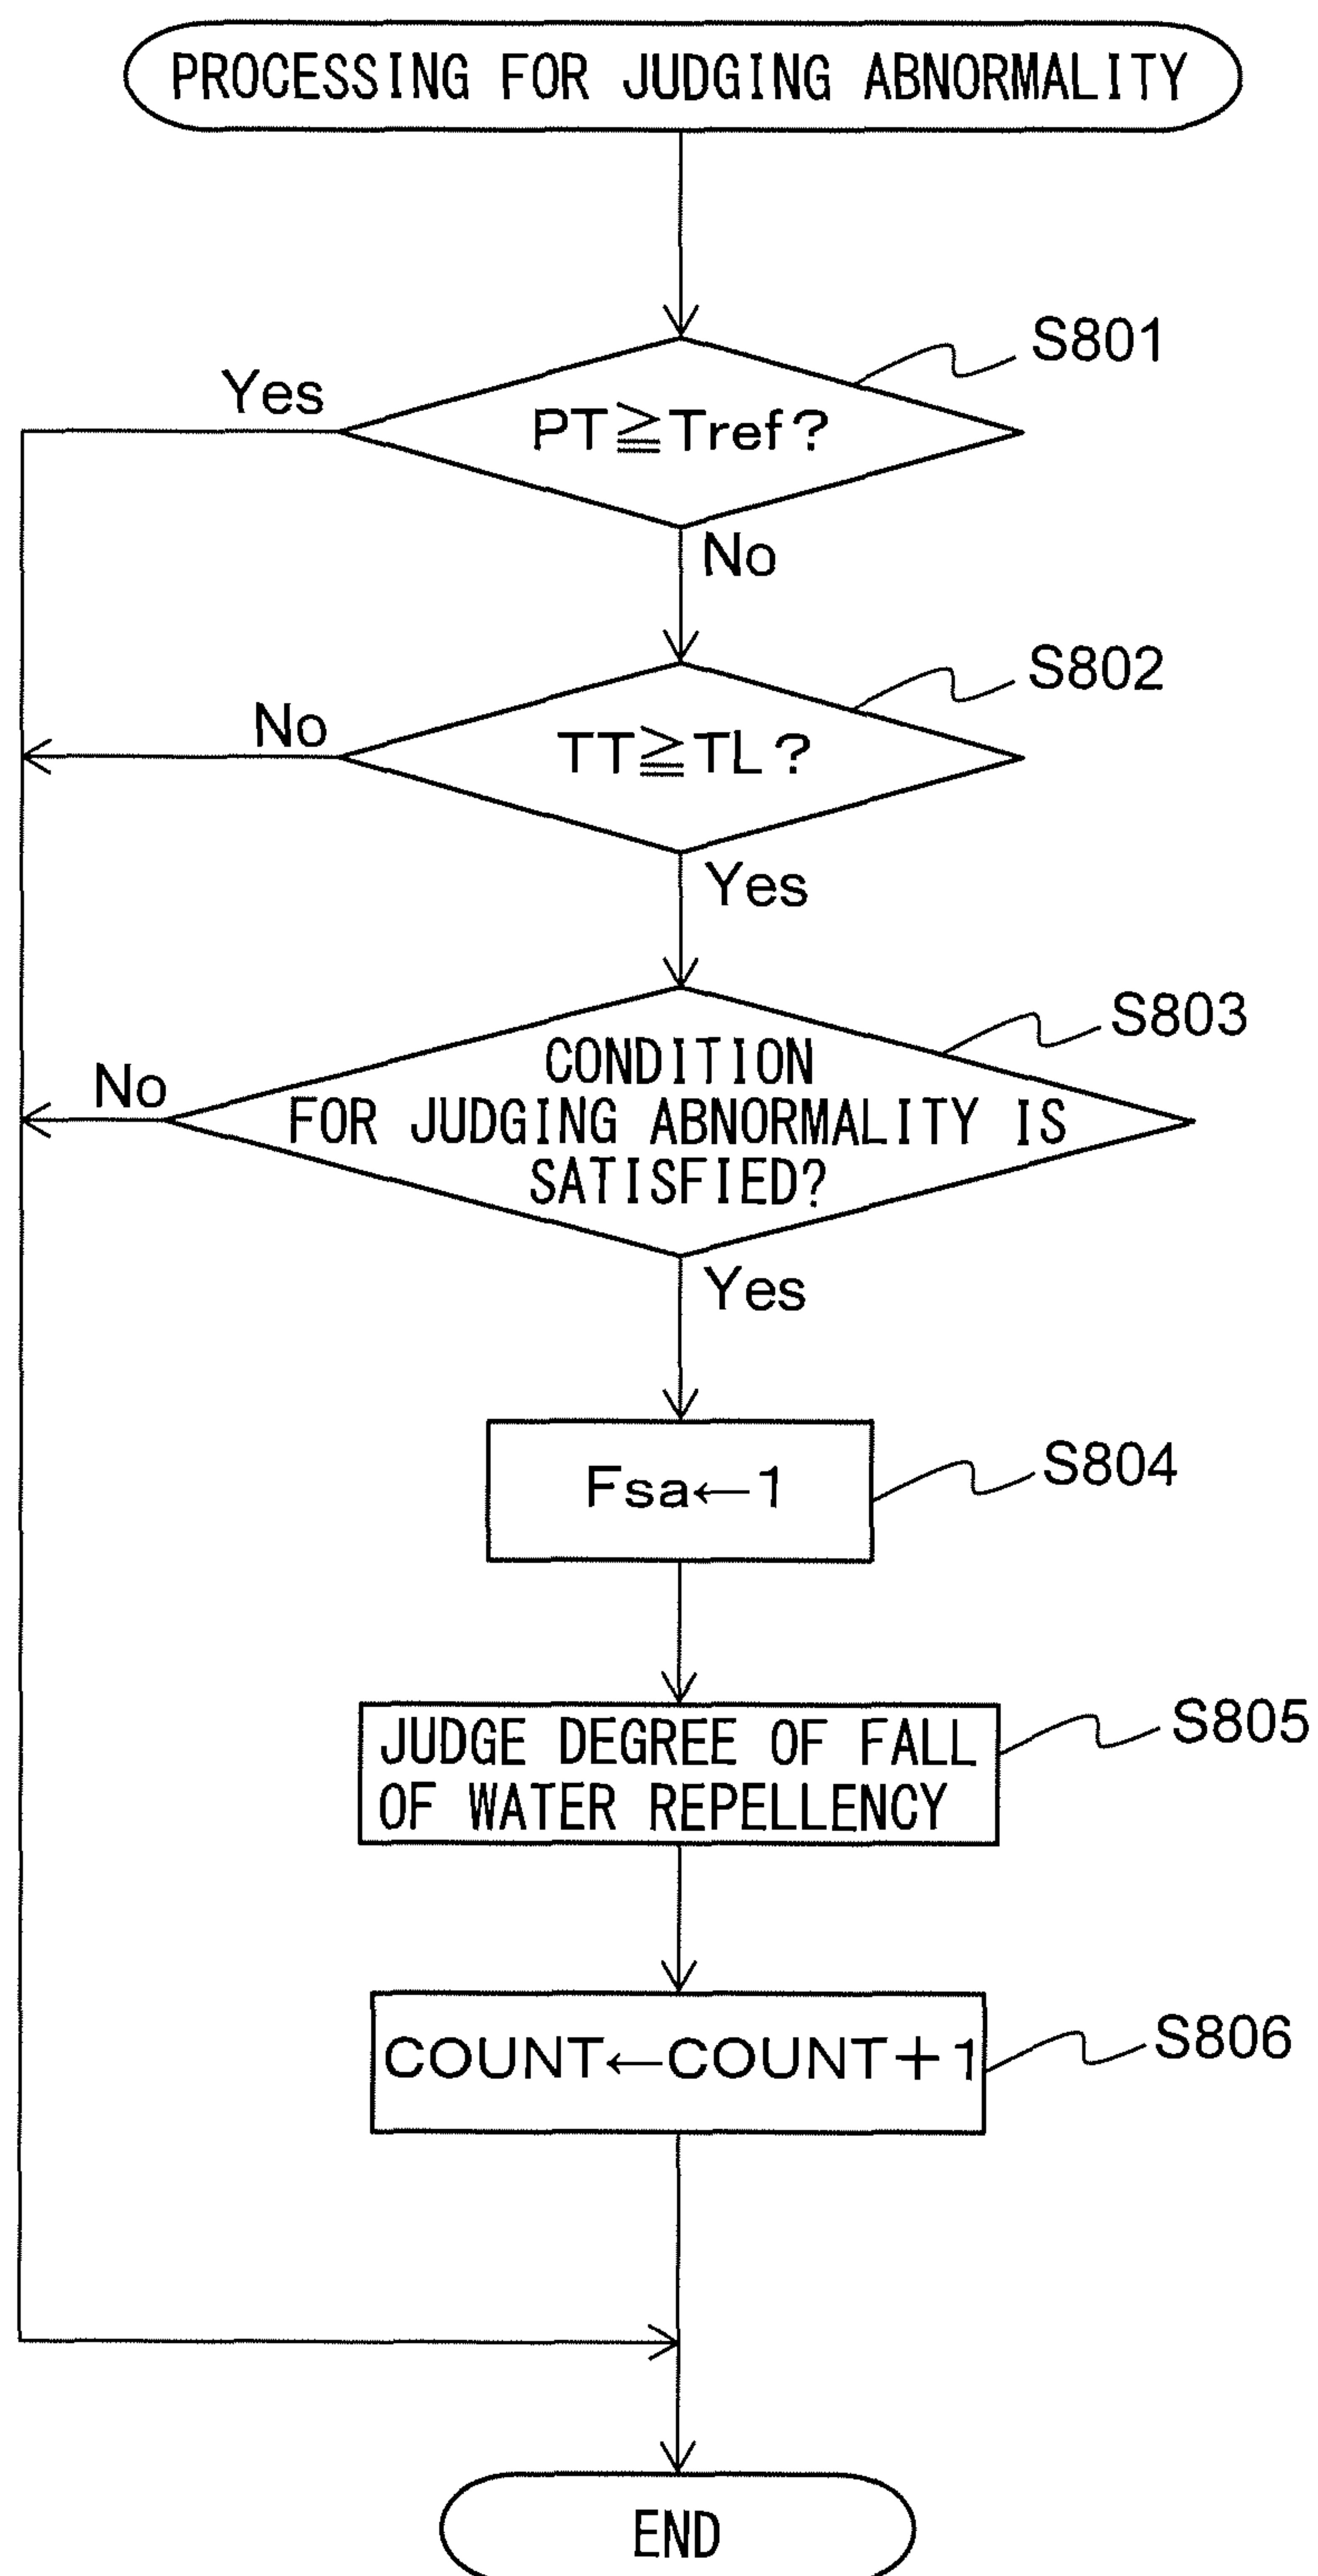 PROCESSING FOR JUDGING ABNORMALITY
S801
Yes
PT≧Tref?
No
S802
No
TT≧TL?
Yes
S803
No
CONDITION
FOR JUDGING ABNORMALITY IS
SATISFIED?
Yes
S804
Fsa←1
S805
JUDGE DEGREE OF FALL
OF WATER REPELLENCY
S806
COUNT←COUNT+1
END